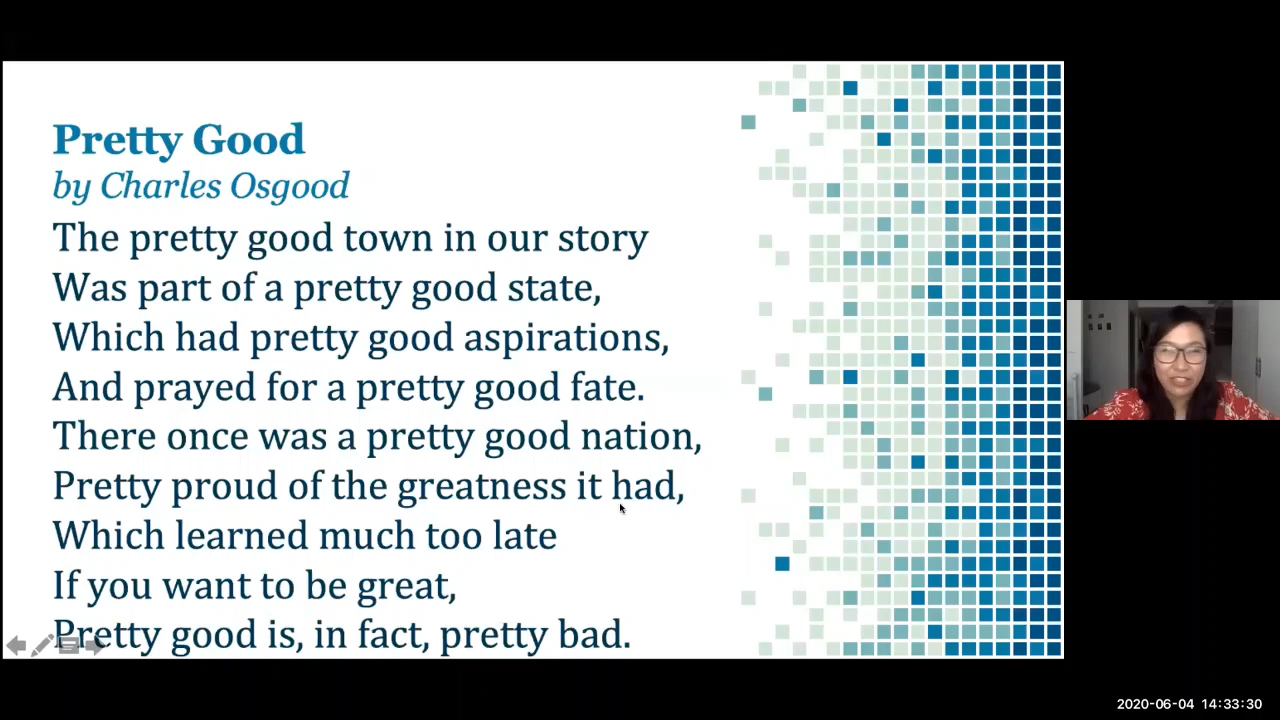 Pretty Good
by Charles Osgood
The pretty good town in our story
Was part of a pretty good state,
Which had pretty good aspirations,
And prayed for a pretty good fate.
There once was a pretty good nation,
Pretty proud of the greatness it had,
Which learned much too late
If you want to be great,
Pretty good is, in fact, pretty bad.
2020-06-04 14:33:30